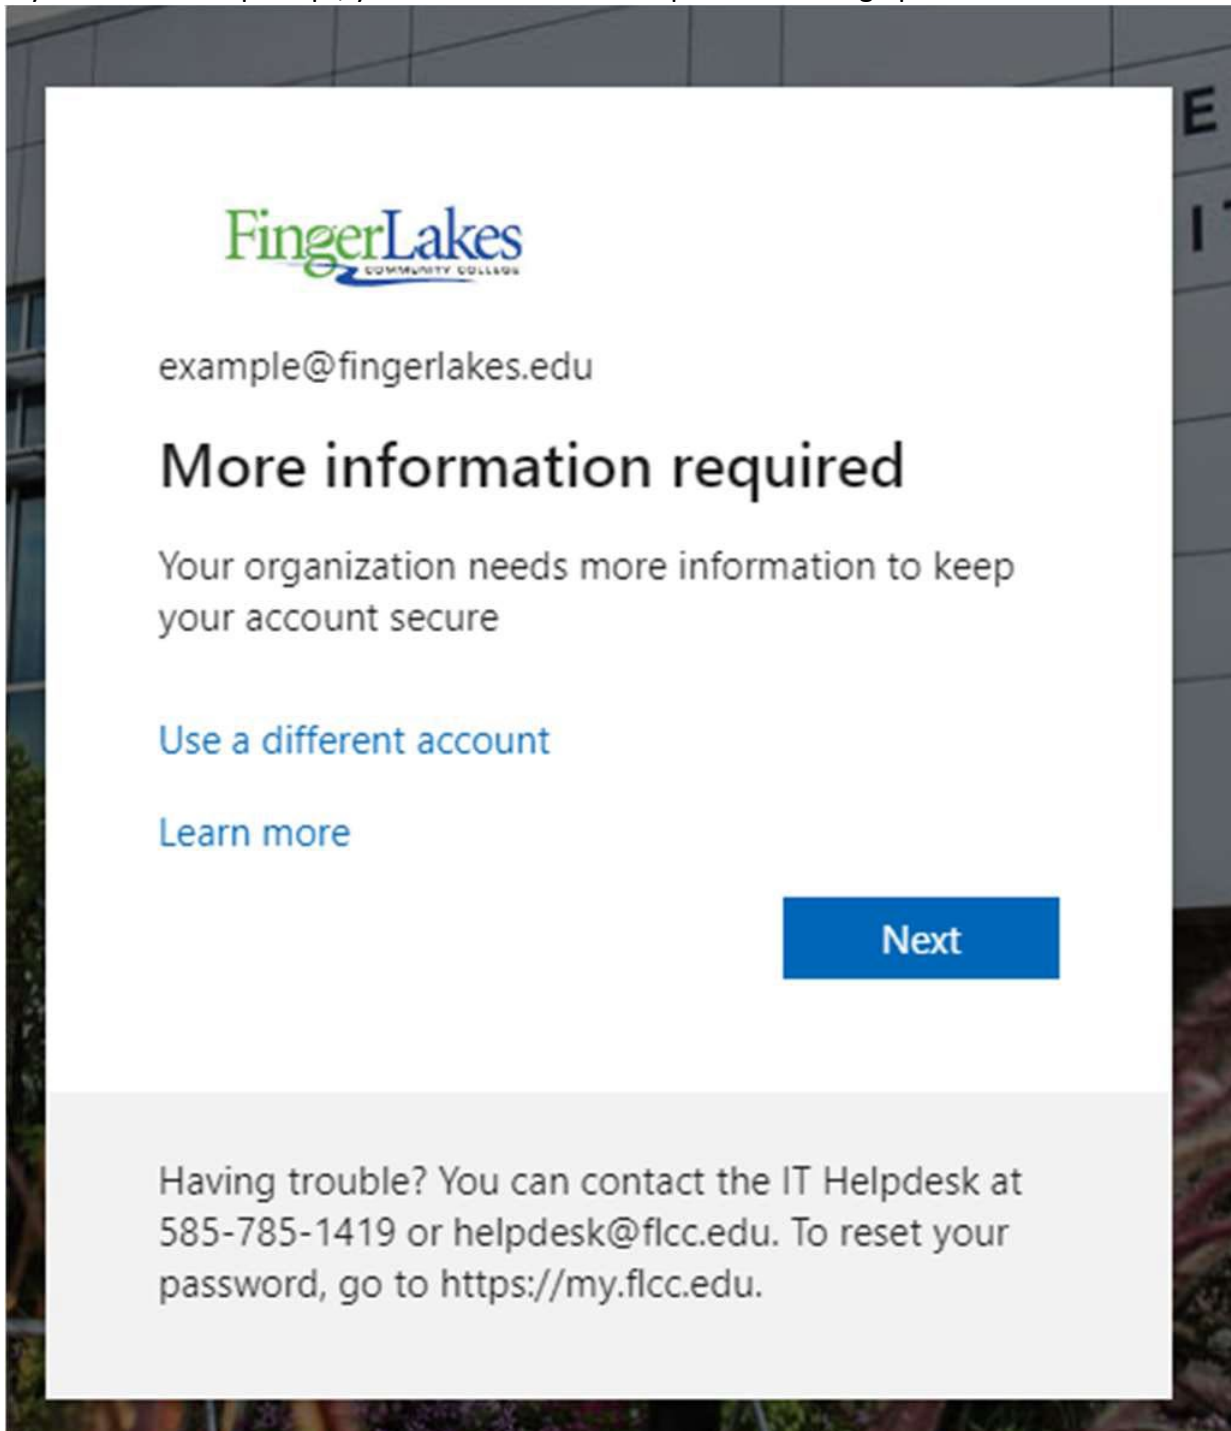 E
FingerLakes
COMMUNITY COLLEGE
example@fingerlakes.edu
More information required
Your organization needs more information to keep
your account secure
Use a different account
Learn more
Next
Having trouble? You can contact the IT Helpdesk at
585-785-1419 or helpdesk@flcc.edu. To reset your
password, go to https://my.flcc.edu.